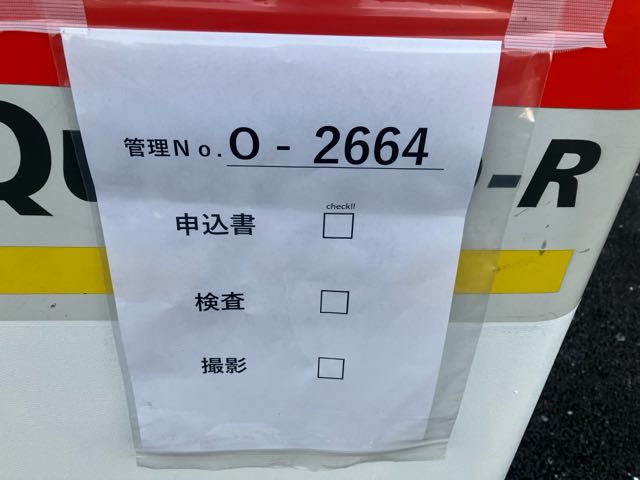 管理No. O - 2664
check!!
申込書 □
検査 □
撮影 □
-R